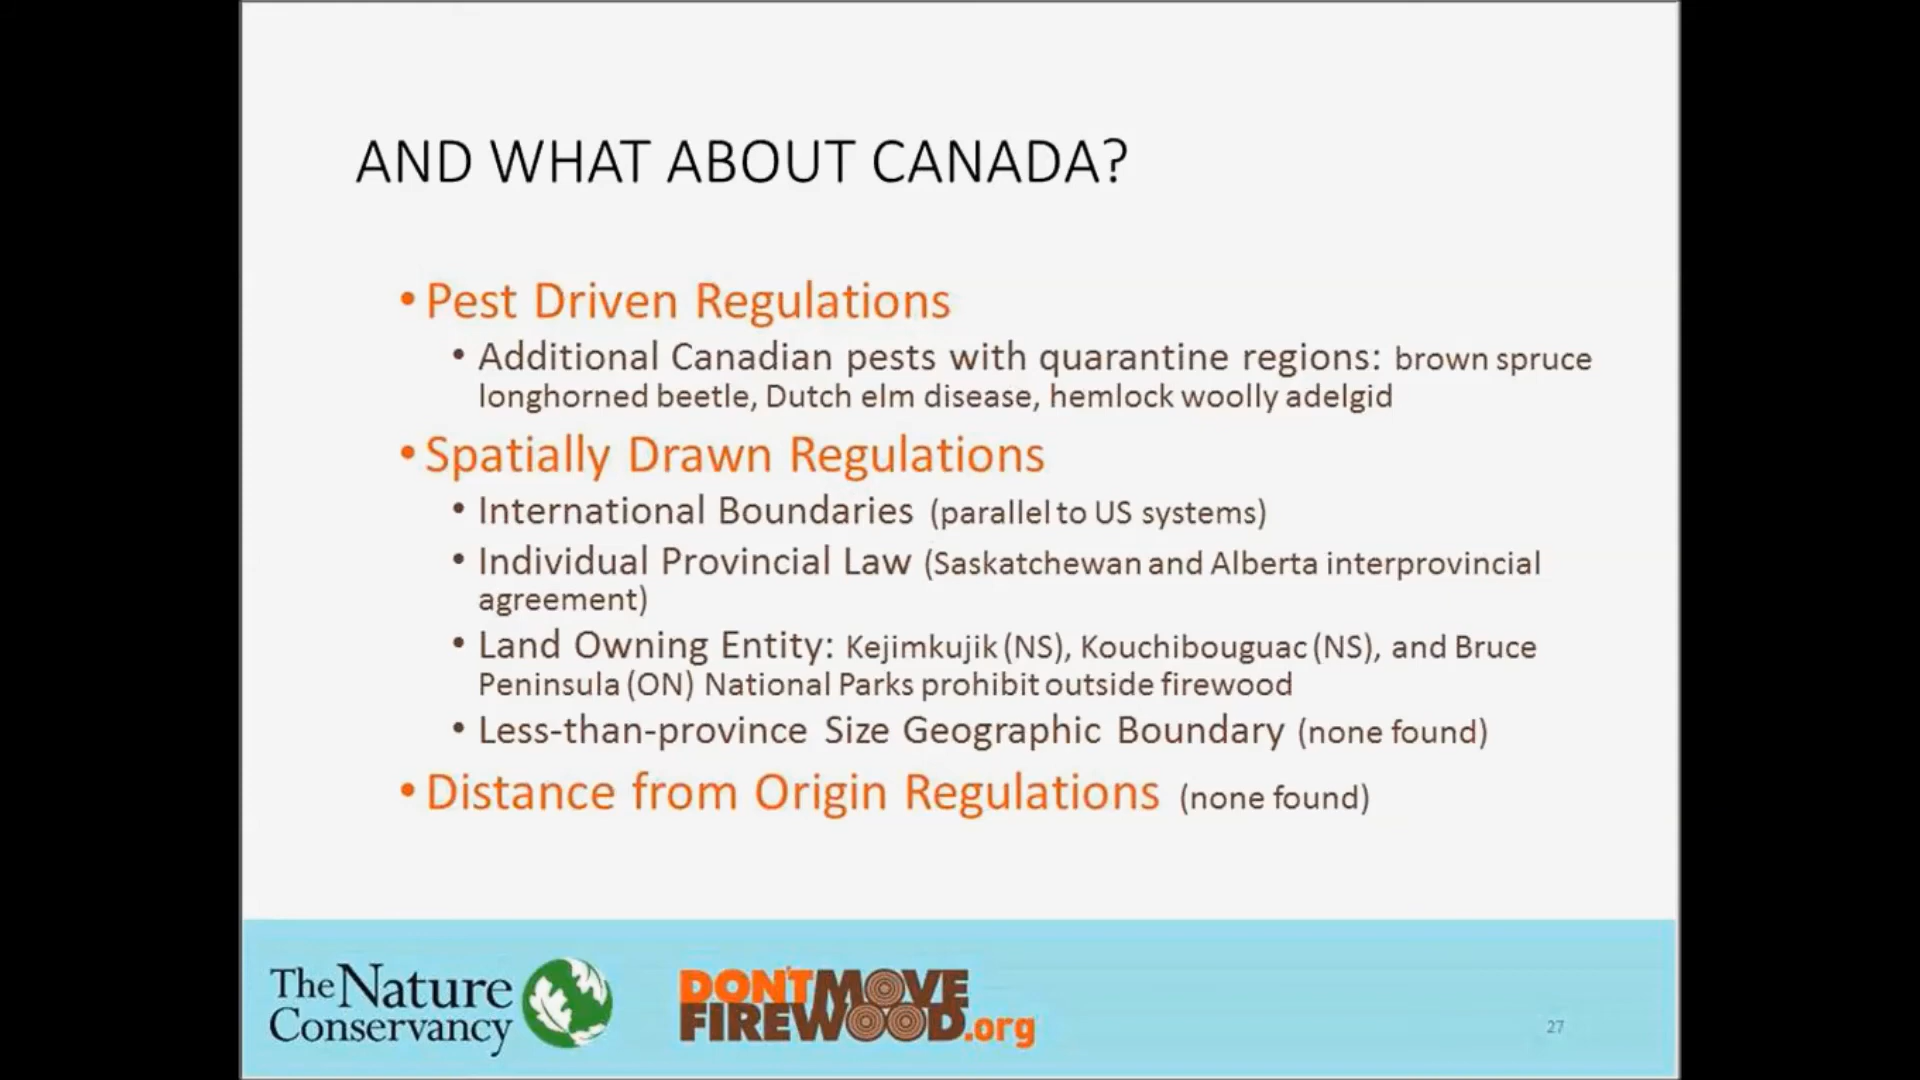 AND WHAT ABOUT CANADA?
• Pest Driven Regulations
• Additional Canadian pests with quarantine regions: brown spruce
longhorned beetle, Dutch elm disease, hemlock woolly adelgid
• Spatially Drawn Regulations
• International Boundaries (parallel to US systems)
• Individual Provincial Law (Saskatchewan and Alberta interprovincial
agreement)
• Land Owning Entity: Kejimkujik (NS), Kouchibouguac (NS), and Bruce
Peninsula (ON) National Parks prohibit outside firewood
• Less-than-province Size Geographic Boundary (none found)
• Distance from Origin Regulations (none found)
The Nature
Conservancy
DON'T MOVE
FIREWOOD.org
27